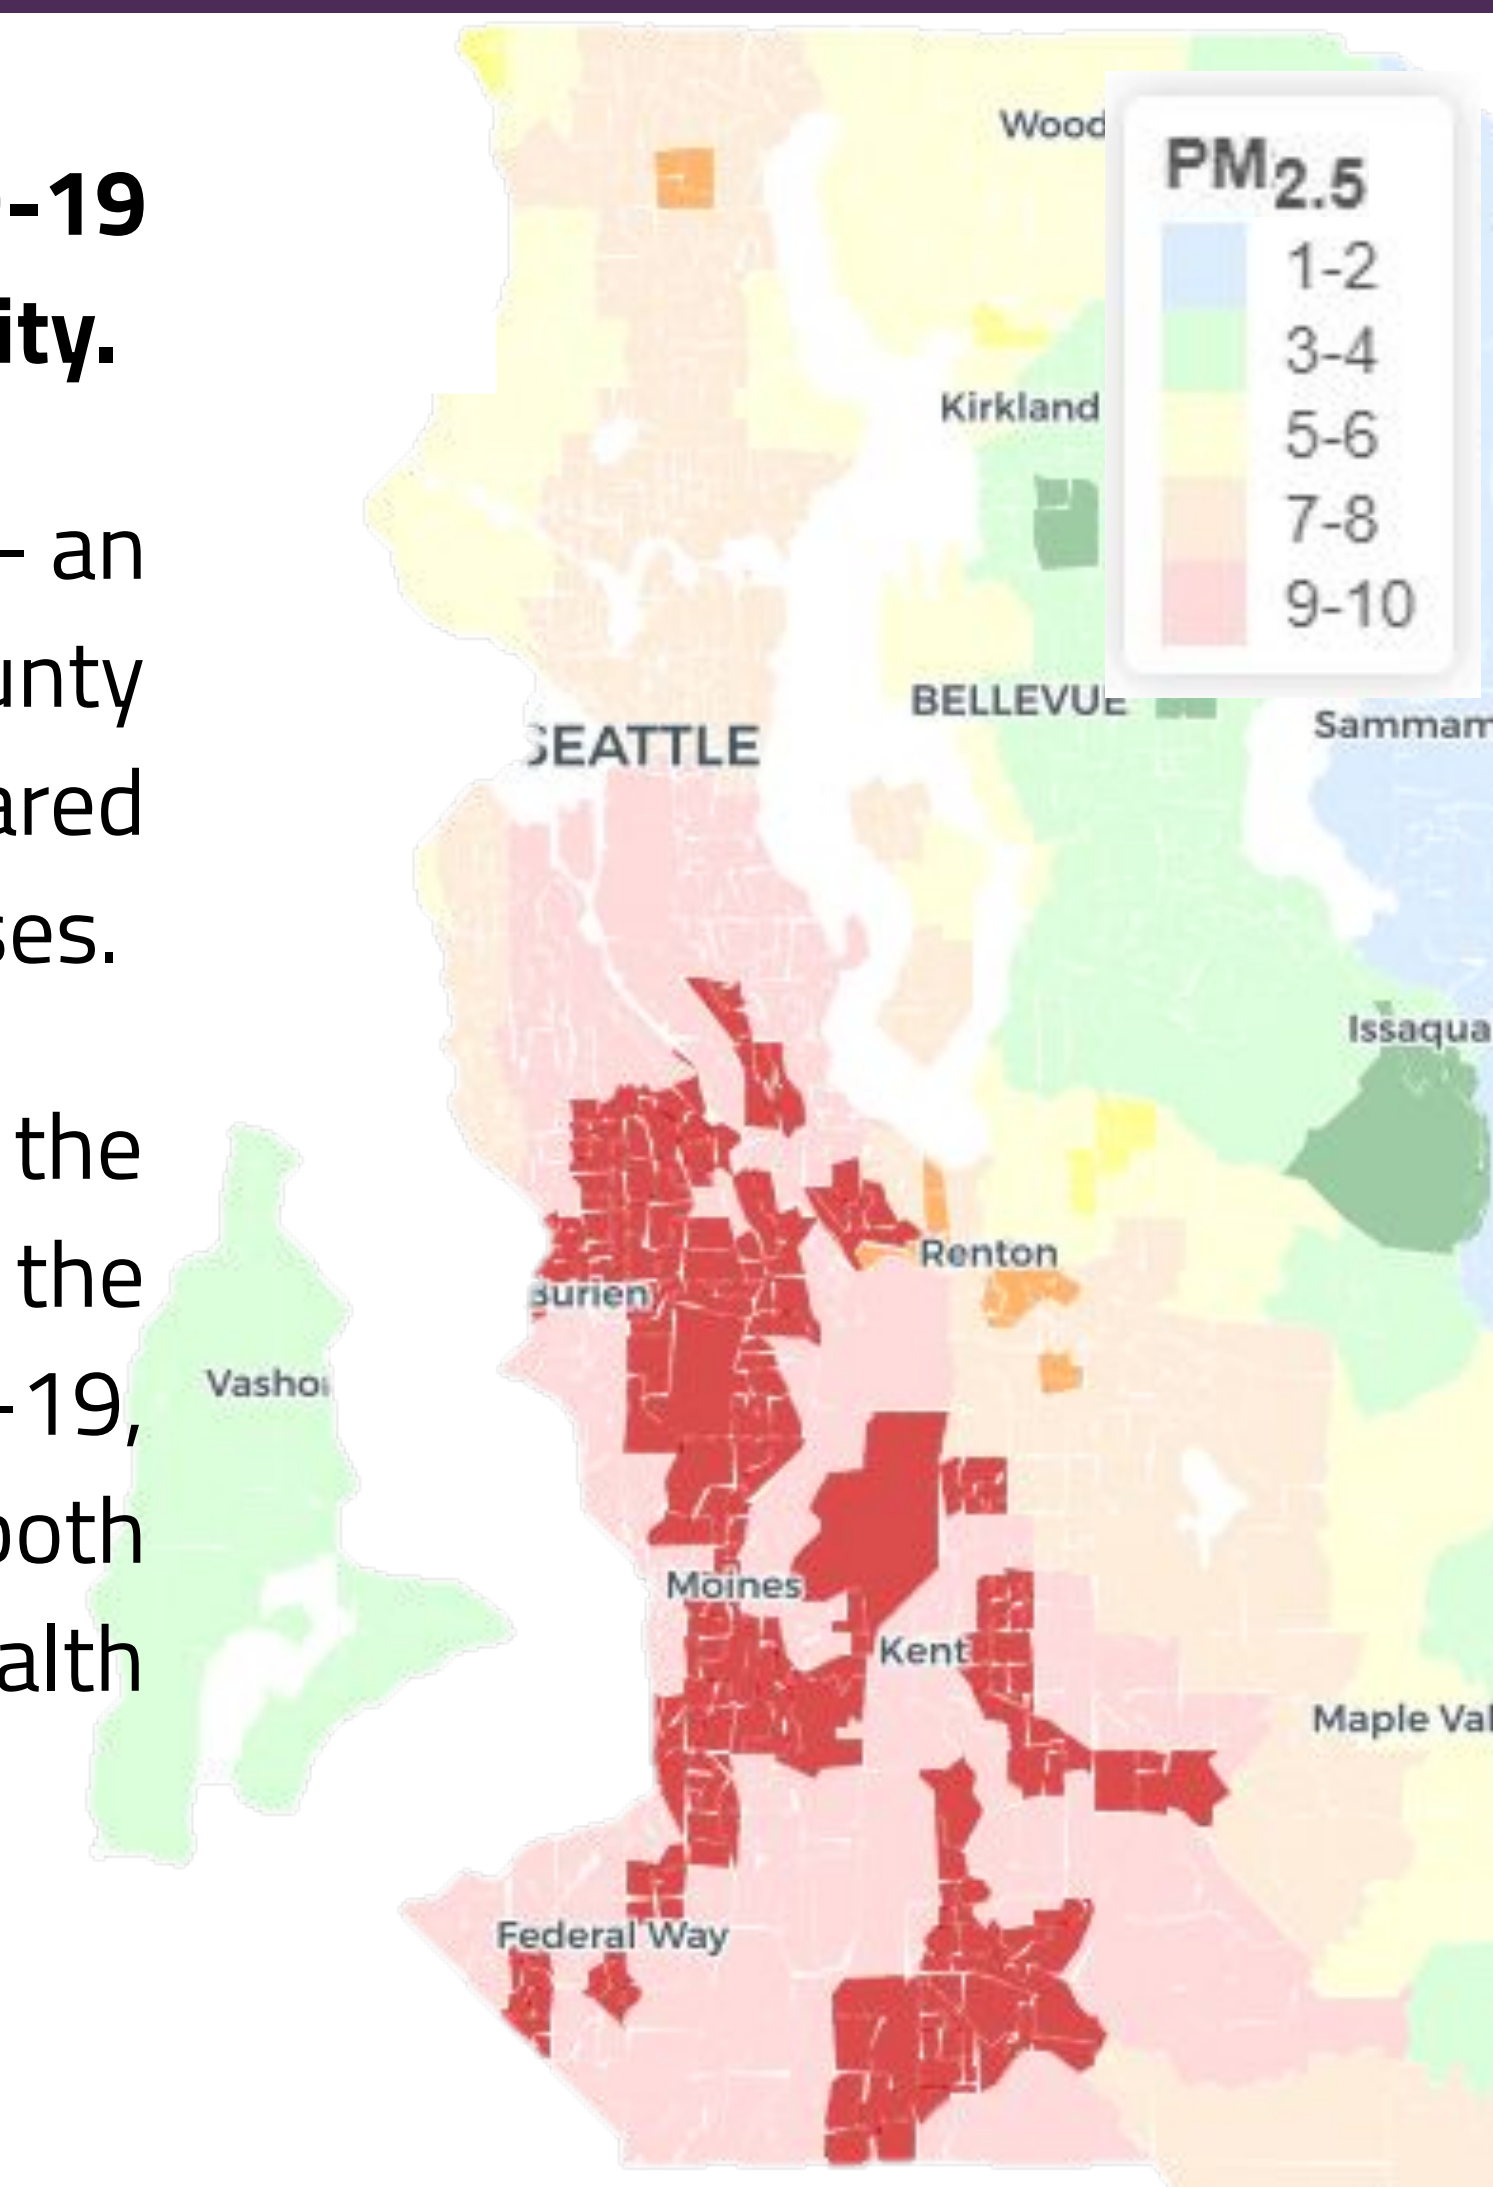 -19
ity.
- an
unty
ared
ses.
the
the
-19,
both
alth
Wood
PM2.5
1-2
3-4
5-6
7-8
9-10
Kirkland
BELLEVUE
Sammam
SEATTLE
Issaqua
Renton
Burien
Vashon
Moines
Kent
Maple Val
Federal Way